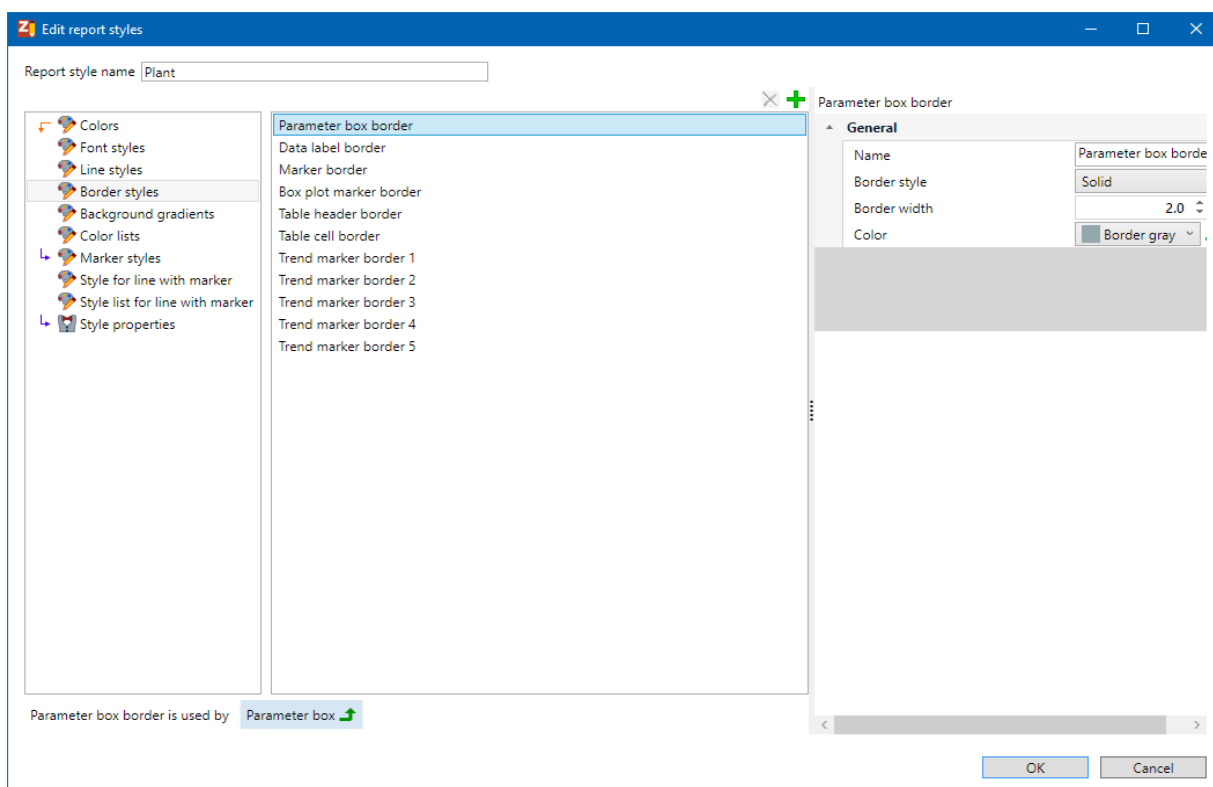 Edit report styles
Report style name Plant
Colors
Font styles
Line styles
Border styles
Background gradients
Color lists
Marker styles
Style for line with marker
Style list for line with marker
Style properties
Parameter box border
Data label border
Marker border
Box plot marker border
Table header border
Table cell border
Trend marker border 1
Trend marker border 2
Trend marker border 3
Trend marker border 4
Trend marker border 5
Parameter box border
General
Name Parameter box borde
Border style Solid
Border width 2.0
Color Border gray
Parameter box border is used by Parameter box
OK Cancel